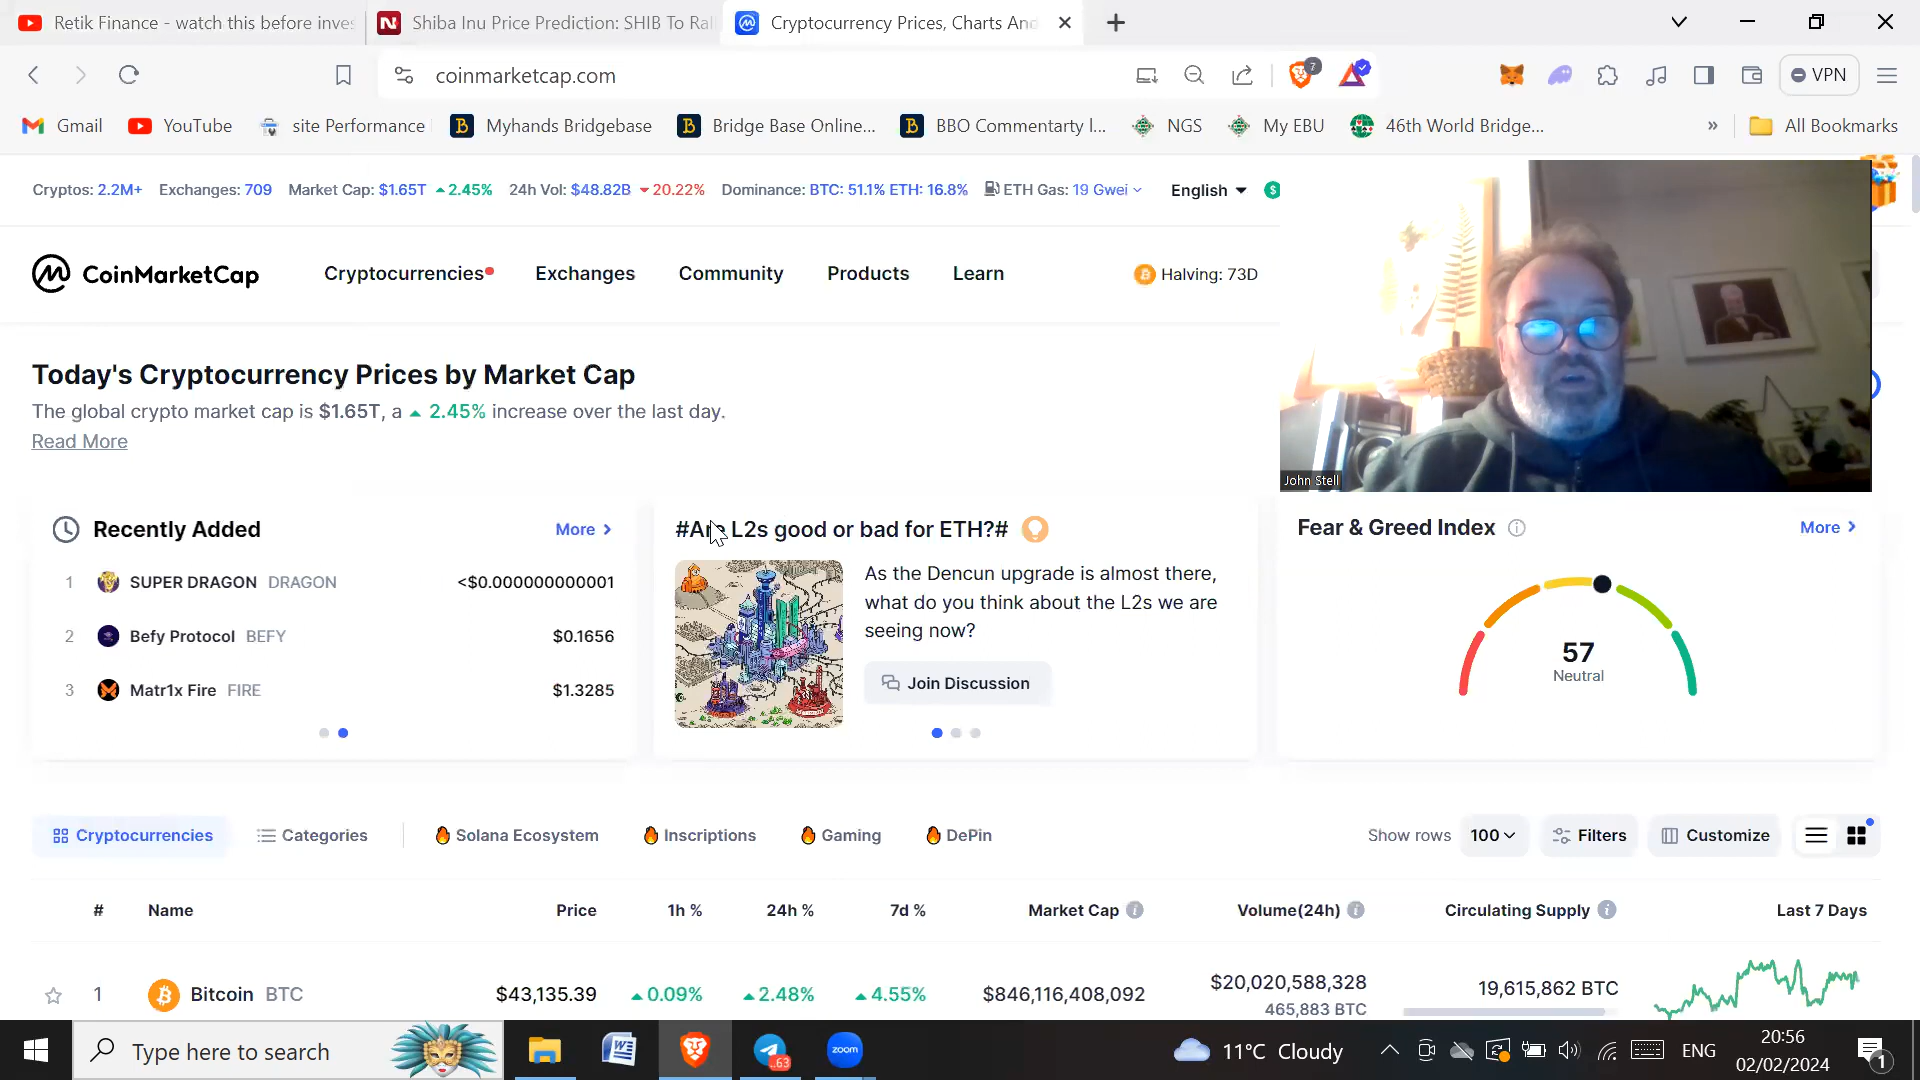 Retik Finance - watch this before inves
Shiba Inu Price Prediction: SHIB To Ral
Cryptocurrency Prices, Charts And
coinmarketcap.com
7
VPN
Gmail
YouTube
site Performance
Myhands Bridgebase
Bridge Base Online...
BBO Commentarty l...
NGS
My EBU
46th World Bridge...
»
All Bookmarks
Cryptos: 2.2M+ Exchanges: 709 Market Cap: $1.65T 2.45% 24h Vol: $48.82B 20.22% Dominance: BTC: 51.1% ETH: 16.8% ETH Gas: 19 Gwei English
CoinMarketCap
Cryptocurrencies Exchanges Community Products Learn
Halving: 73D
John Stell
Today's Cryptocurrency Prices by Market Cap
The global crypto market cap is $1.65T, a 2.45% increase over the last day.
Read More
Recently Added
More >
1 SUPER DRAGON DRAGON <$0.000000000001
2 Befy Protocol BEFY $0.1656
3 Matr1x Fire FIRE $1.3285
#Are L2s good or bad for ETH?#
As the Dencun upgrade is almost there,
what do you think about the L2s we are
seeing now?
Join Discussion
Fear & Greed Index
More >
57
Neutral
Cryptocurrencies Categories Solana Ecosystem Inscriptions Gaming DePin
Show rows 100 Filters Customize
# Name Price 1h % 24h % 7d % Market Cap Volume(24h) Circulating Supply Last 7 Days
1 Bitcoin BTC $43,135.39 0.09% 2.48% 4.55% $846,116,408,092 $20,020,588,328 19,615,862 BTC
465,883 BTC
Type here to search
.63
zoom
11°C Cloudy
ENG
20:56
02/02/2024
1